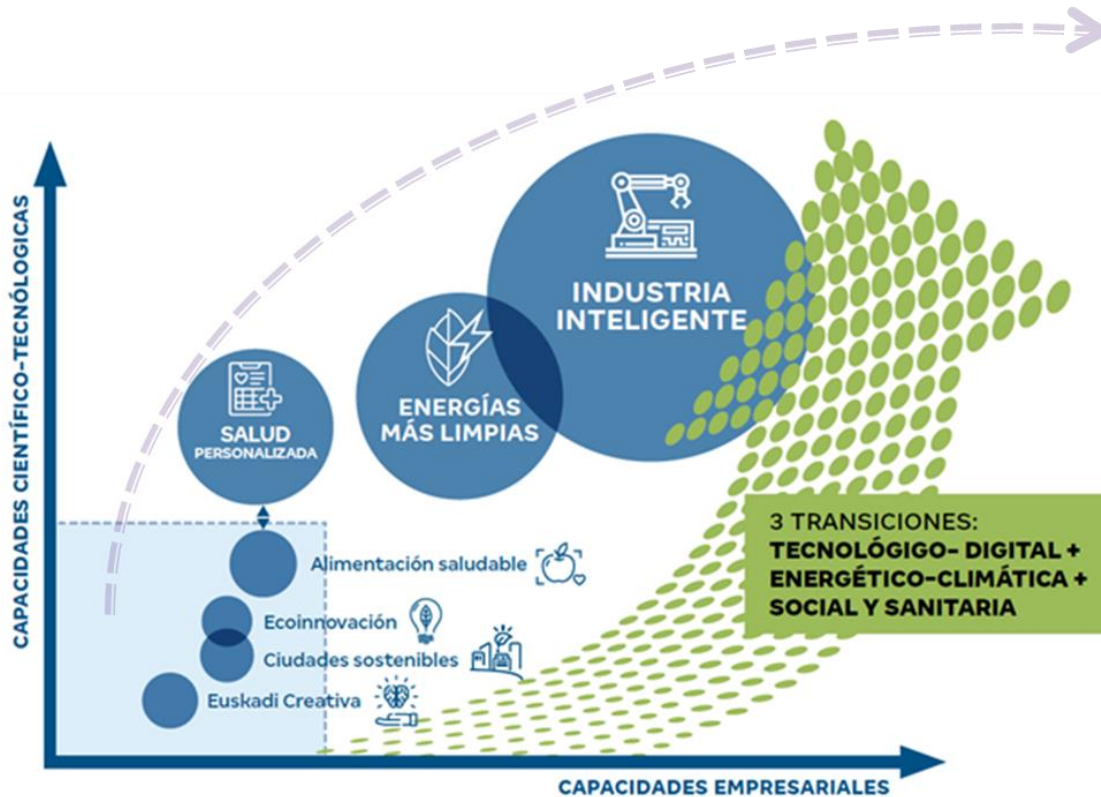 CAPACIDADES CIENTÍFICO-TECNÓLOGICAS
INDUSTRIA
INTELIGENTE
ENERGÍAS
MÁS LIMPIAS
SALUD
PERSONALIZADA
3 TRANSICIONES:
TECNOLÓGIGO- DIGITAL +
ENERGÉTICO-CLIMÁTICA +
SOCIAL Y SANITARIA
Alimentación saludable
Ecoinnovación
Ciudades sostenibles
Euskadi Creativa
CAPACIDADES EMPRESARIALES